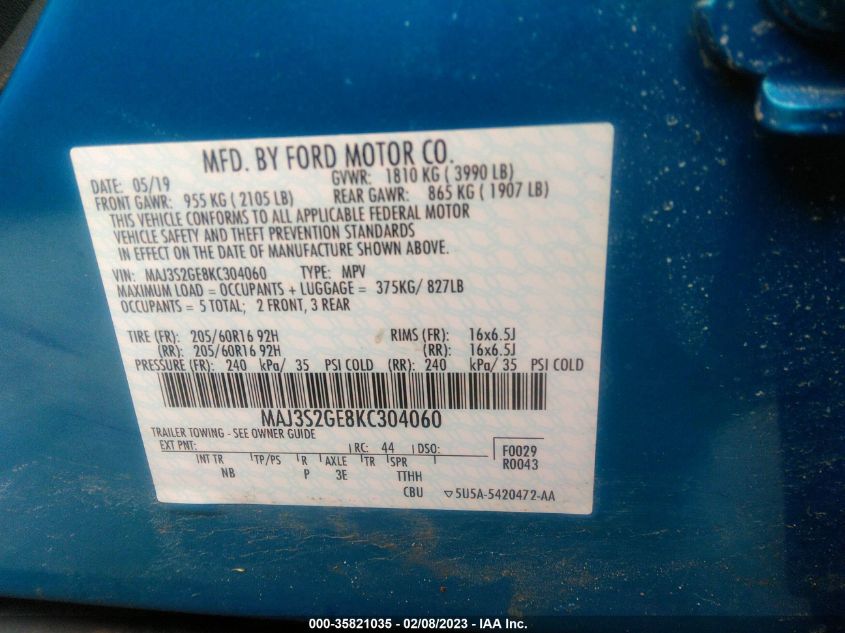 MFD. BY FORD MOTOR CO.
DATE: 05/19 GVWR: 1810 KG ( 3990 LB)
FRONT GAWR: 955 KG ( 2105 LB) REAR GAWR: 865 KG ( 1907 LB)
THIS VEHICLE CONFORMS TO ALL APPLICABLE FEDERAL MOTOR
VEHICLE SAFETY AND THEFT PREVENTION STANDARDS
IN EFFECT ON THE DATE OF MANUFACTURE SHOWN ABOVE.
VIN: MAJ3S2GE8KC304060 TYPE: MPV
MAXIMUM LOAD = OCCUPANTS + LUGGAGE = 375KG/ 827LB
OCCUPANTS = 5 TOTAL; 2 FRONT, 3 REAR
TIRE (FR): 205/60R16 92H RIMS (FR): 16x6.5J
(RR): 205/60R16 92H (RR): 16x6.5J
PRESSURE (FR): 240 kPa/ 35 PSI COLD (RR): 240 kPa/ 35 PSI COLD
MAJ3S2GE8KC304060
TRAILER TOWING - SEE OWNER GUIDE
EXT PNT: RC: 44 DSO: F0029
R0043
INT TR TP/PS R AXLE TR SPR
NB P 3E TTHH
CBU ▽5U5A-5420472-AA
000-35821035 - 02/08/2023 - IAA Inc.